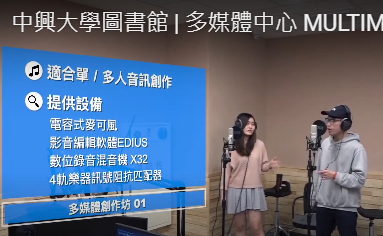 中興大學圖書館 | 多媒體中心 MULTIM
適合單 / 多人音訊創作
提供設備
電容式麥可風
影音編輯軟體EDIUS
數位錄音混音機 X32
4軌樂器訊號阻抗匹配器
多媒體創作坊 01